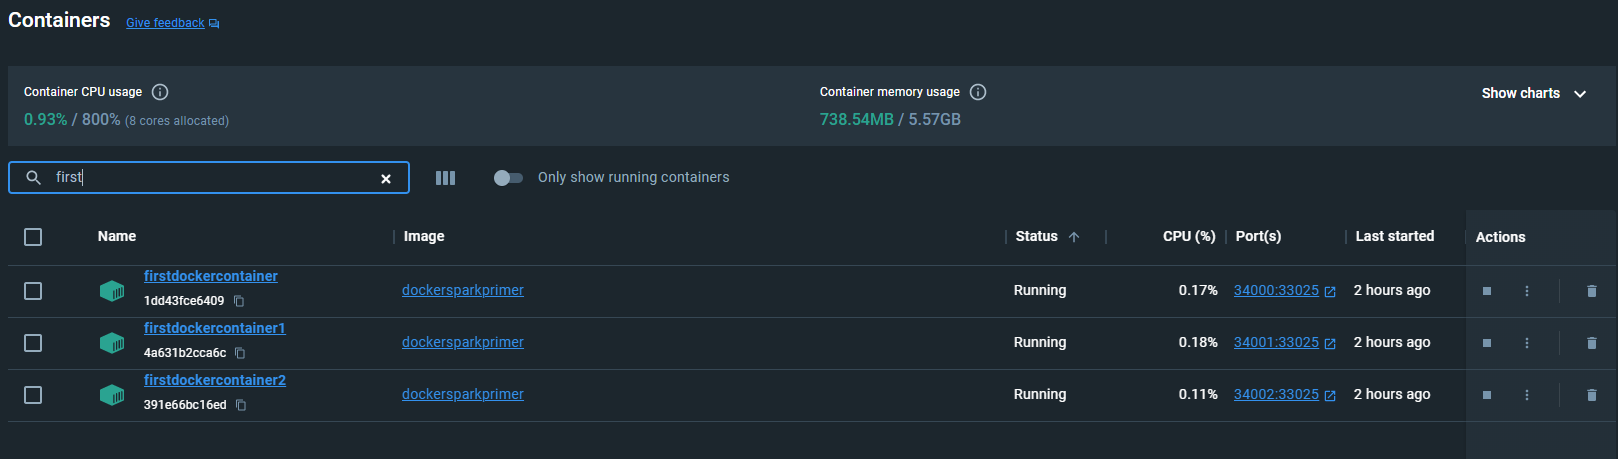 Containers Give feedback
Container CPU usage
0.93% / 800% (8 cores allocated)
Container memory usage
738.54MB / 5.57GB
Show charts
first
Only show running containers
Name Image Status CPU (%) Port(s) Last started Actions
firstdockercontainer
1dd43fce6409
dockersparkprimer Running 0.17% 34000:33025 2 hours ago
firstdockercontainer1
4a631b2cca6c
dockersparkprimer Running 0.18% 34001:33025 2 hours ago
firstdockercontainer2
391e66bc16ed
dockersparkprimer Running 0.11% 34002:33025 2 hours ago